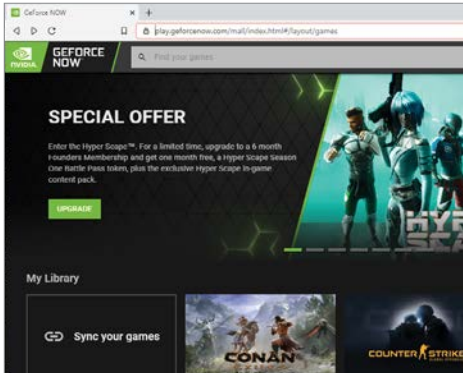 GeForce NOW
play.geforcenow.com/mall/index.html#/layout/games
NVIDIA
GEFORCE
NOW
Find your games
SPECIAL OFFER
Enter the Hyper Scape™. For a limited time, upgrade to a 6 month
Founders Membership and get one month free, a Hyper Scape Season
One Battle Pass token, plus the exclusive Hyper Scape in-game
content pack.
UPGRADE
HYP
SCA
My Library
Sync your games
CONAN
COUNTER STRIKE